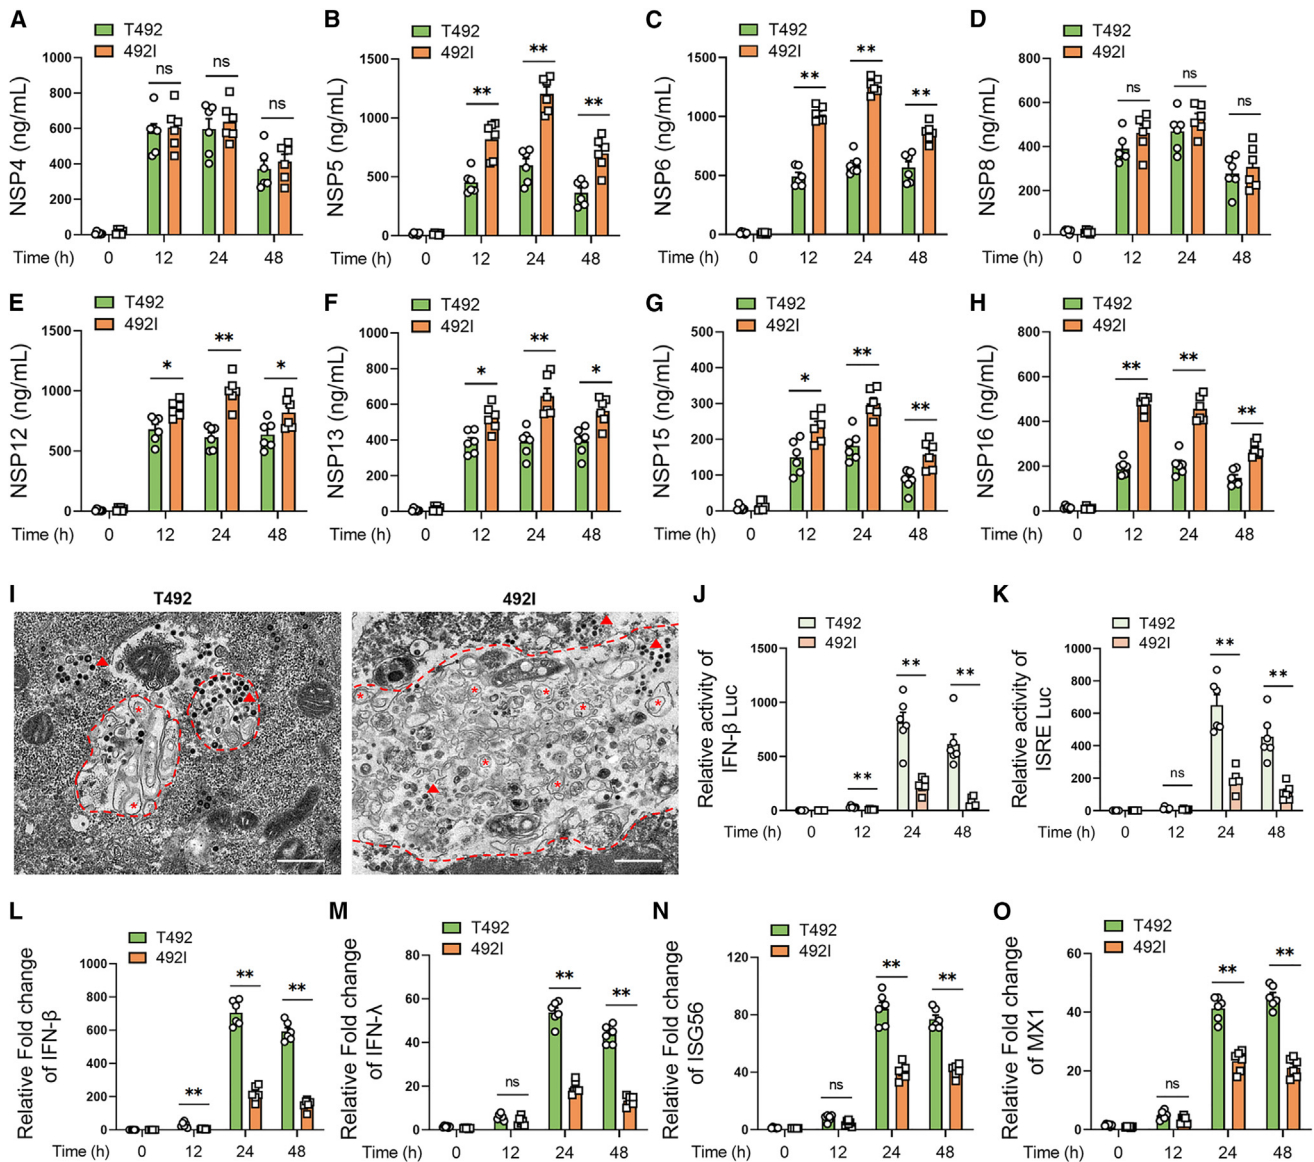 A
T492
492I
NSP4 (ng/mL)
1000
800
600
400
200
0
ns
ns
ns
Time (h)
0
12
24
48
B
T492
492I
NSP5 (ng/mL)
1500
1000
500
0
**
**
**
Time (h)
0
12
24
48
C
T492
492I
NSP6 (ng/mL)
1500
1000
500
0
**
**
**
Time (h)
0
12
24
48
D
T492
492I
NSP8 (ng/mL)
800
600
400
200
0
ns
ns
ns
Time (h)
0
12
24
48
E
T492
492I
NSP12 (ng/mL)
1500
1000
500
0
*
**
*
Time (h)
0
12
24
48
F
T492
492I
NSP13 (ng/mL)
1000
800
600
400
200
0
*
**
*
Time (h)
0
12
24
48
G
T492
492I
NSP15 (ng/mL)
500
400
300
200
100
0
*
**
**
Time (h)
0
12
24
48
H
T492
492I
NSP16 (ng/mL)
800
600
400
200
0
**
**
**
Time (h)
0
12
24
48
I
T492
492I
J
T492
492I
Relative activity of
IFN-β Luc
1500
1000
500
0
**
**
**
Time (h)
0
12
24
48
K
T492
492I
Relative activity of
ISRE Luc
1000
800
600
400
200
0
ns
**
**
Time (h)
0
12
24
48
L
T492
492I
Relative Fold change
of IFN-β
1000
800
600
400
200
0
**
**
**
Time (h)
0
12
24
48
M
T492
492I
Relative Fold change
of IFN-λ
80
60
40
20
0
ns
**
**
Time (h)
0
12
24
48
N
T492
492I
Relative Fold change
of ISG56
120
80
40
0
ns
**
**
Time (h)
0
12
24
48
O
T492
492I
Relative Fold change
of MX1
60
40
20
0
ns
**
**
Time (h)
0
12
24
48